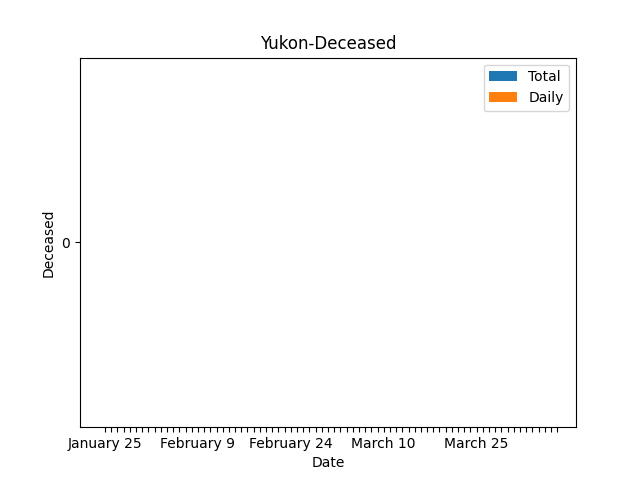 Yukon-Deceased
Total
Daily
Deceased
0
January 25 February 9 February 24 March 10 March 25
Date